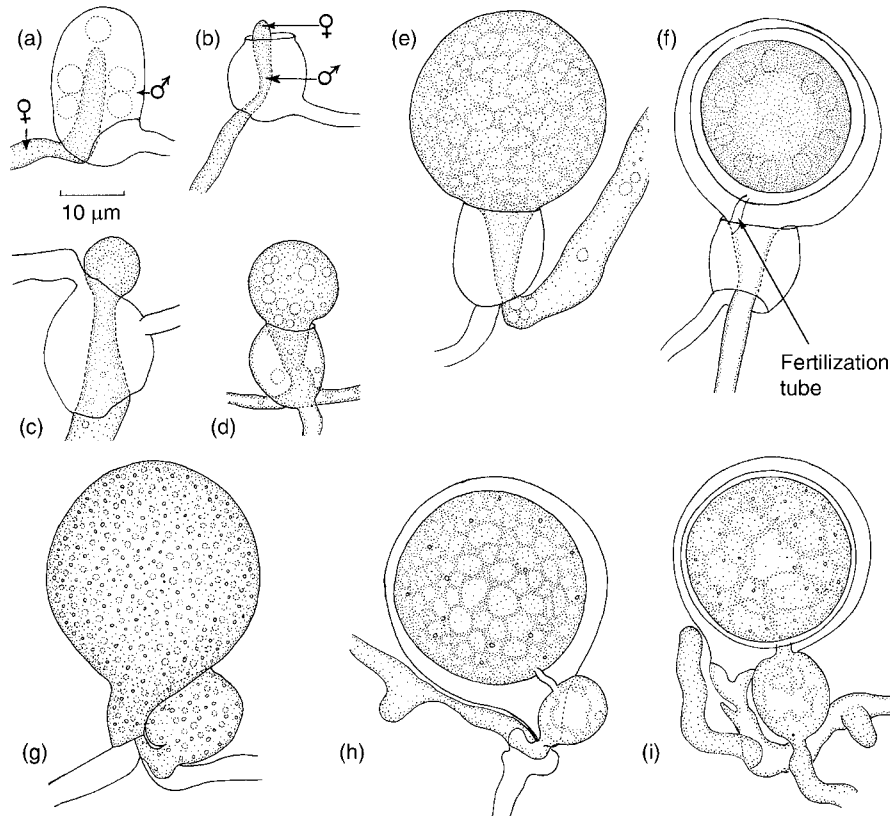 (a)
♀
♂
10 µm
(b)
♀
♂
(c)
(d)
(e)
(f)
Fertilization
tube
(g)
(h)
(i)